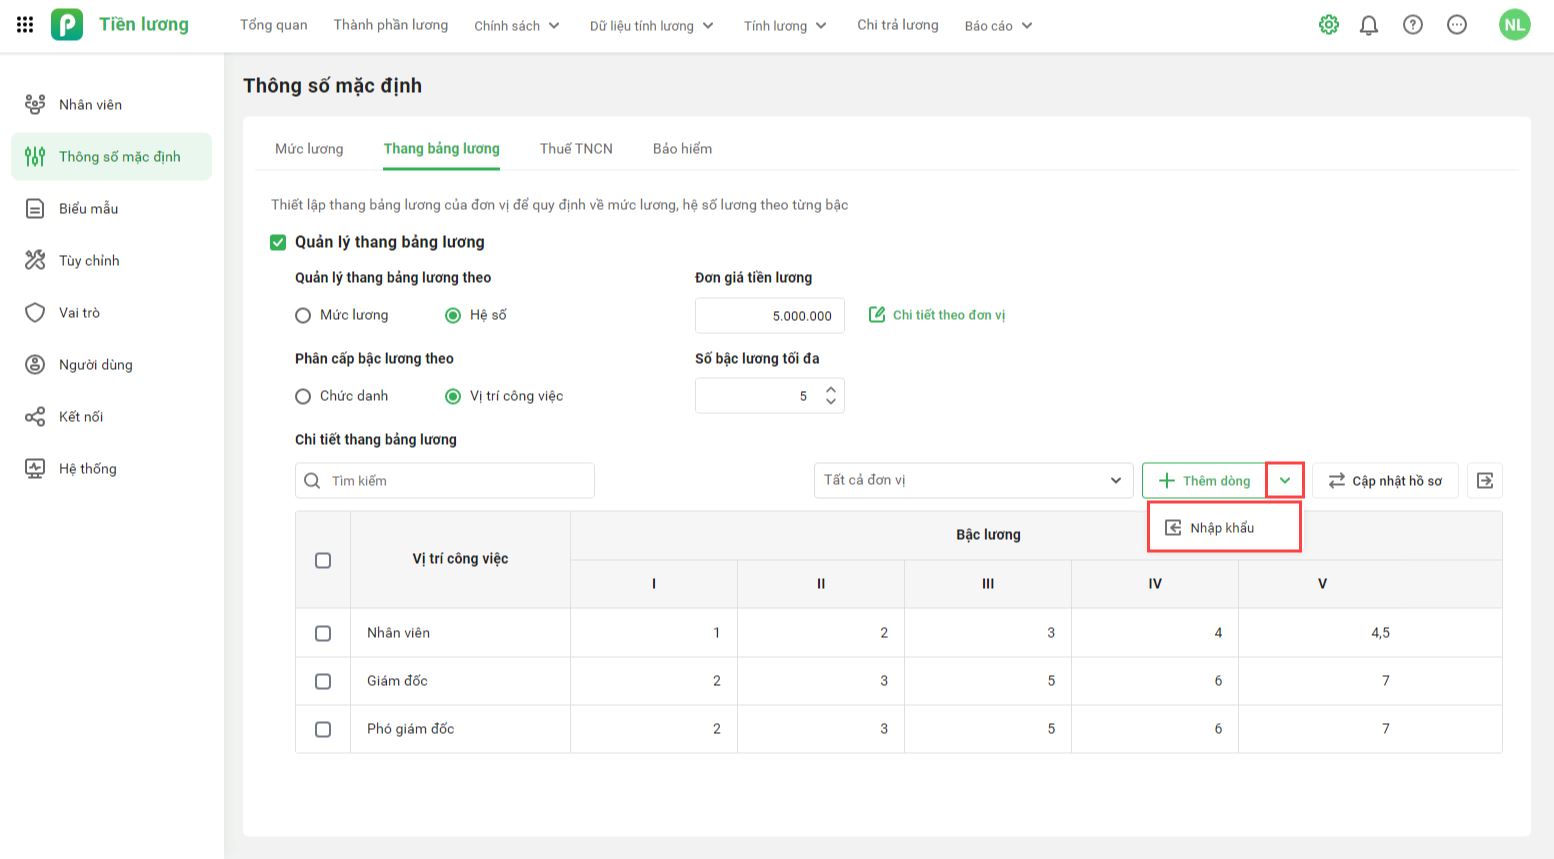 Tiền lương
Tổng quan
Thành phần lương
Chính sách
Dữ liệu tính lương
Tính lương
Chi trả lương
Báo cáo
NL
Nhân viên
Thông số mặc định
Biểu mẫu
Tùy chỉnh
Vai trò
Người dùng
Kết nối
Hệ thống
Thông số mặc định
Mức lương
Thang bảng lương
Thuế TNCN
Bảo hiểm
Thiết lập thang bảng lương của đơn vị để quy định về mức lương, hệ số lương theo từng bậc
Quản lý thang bảng lương
Quản lý thang bảng lương theo
Đơn giá tiền lương
Mức lương
Hệ số
5.000.000
Chi tiết theo đơn vị
Phân cấp bậc lương theo
Số bậc lương tối đa
Chức danh
Vị trí công việc
5
Chi tiết thang bảng lương
Tìm kiếm
Tất cả đơn vị
Thêm dòng
Cập nhật hồ sơ
Nhập khẩu
Vị trí công việc
Bậc lương
I II III IV V
Nhân viên 1 2 3 4 4,5
Giám đốc 2 3 5 6 7
Phó giám đốc 2 3 5 6 7